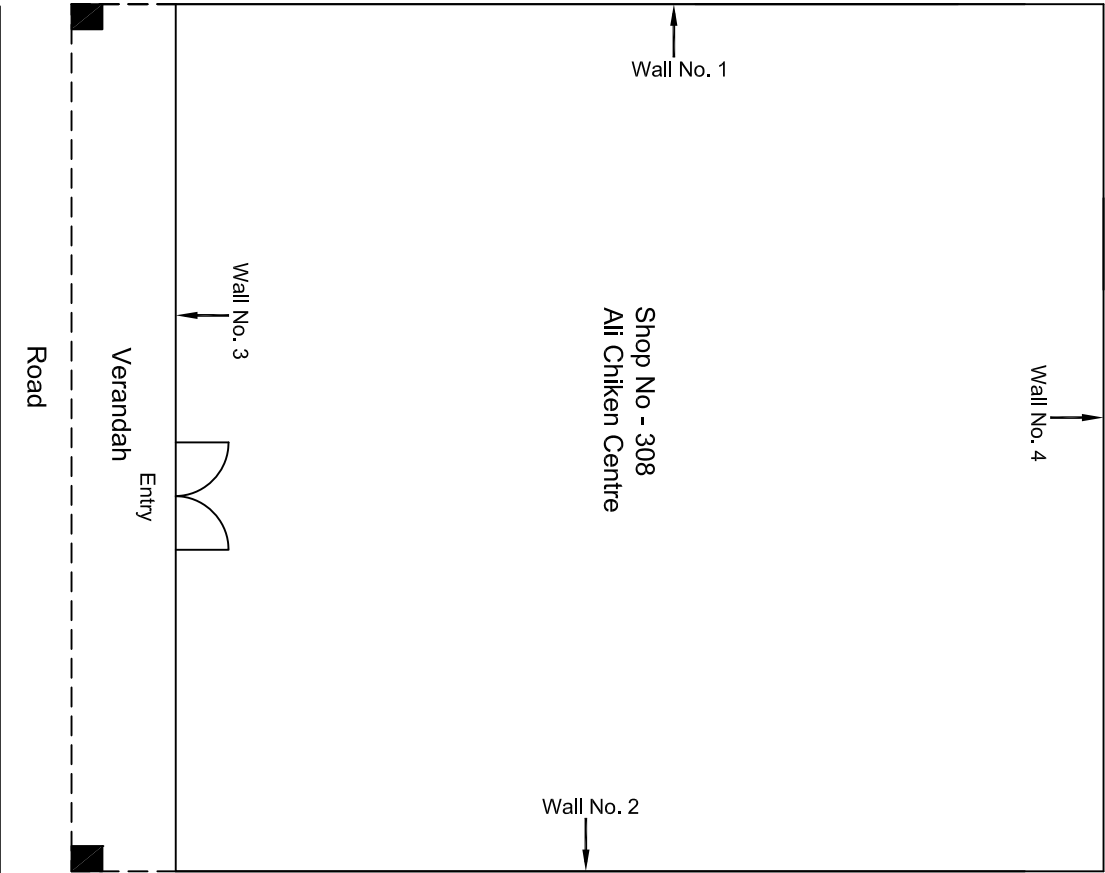 Wall No. 1
Wall No. 3
Shop No - 308
Ali Chiken Centre
Wall No. 4
Road
Verandah
Entry
Wall No. 2